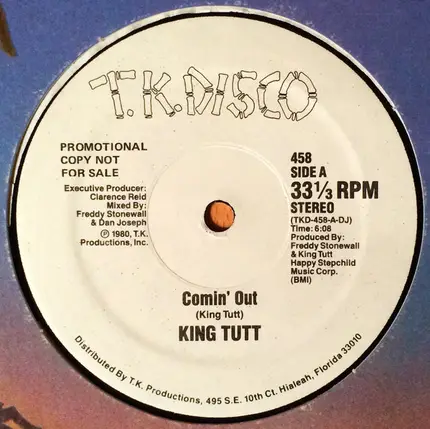 T.K.DISCO
PROMOTIONAL
COPY NOT
FOR SALE
Executive Producer:
Clarence Reid
Mixed By:
Freddy Stonewall
& Dan Joseph
℗ 1980, T.K.
Productions, Inc.
458
SIDE A
33⅓ RPM
STEREO
(TKD-458-A-DJ)
Time: 6:08
Produced By:
Freddy Stonewall
& King Tutt
Happy Stepchild
Music Corp.
(BMI)
Comin' Out
(King Tutt)
KING TUTT
Distributed By T.K. Productions, 495 S.E. 10th Ct. Hialeah, Florida 33010